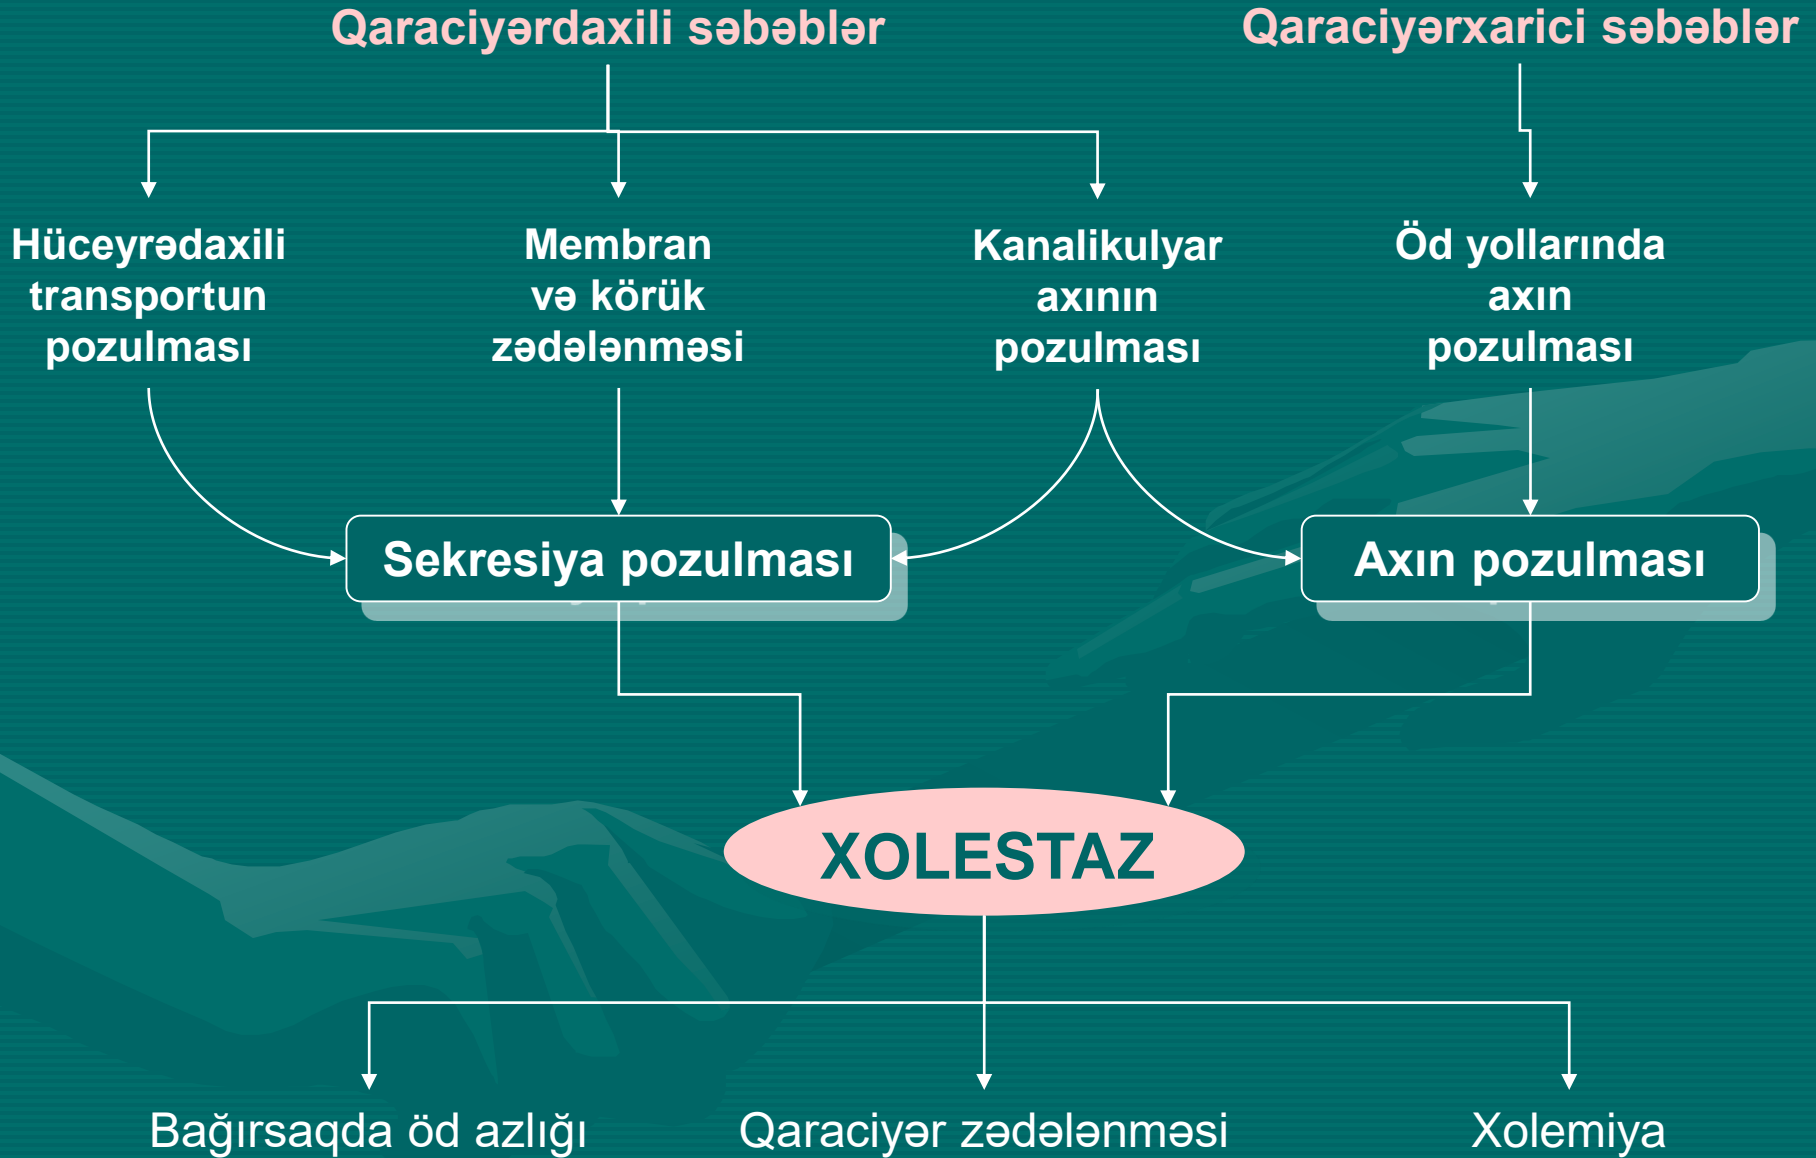 Qaraciyərdaxili səbəblər
Qaraciyərxarici səbəblər
Hüceyrədaxili
transportun
pozulması
Membran
və körük
zədələnməsi
Kanalikulyar
axının
pozulması
Öd yollarında
axın
pozulması
Sekresiya pozulması
Axın pozulması
XOLESTAZ
Bağırsaqda öd azlığı
Qaraciyər zədələnməsi
Xolemiya